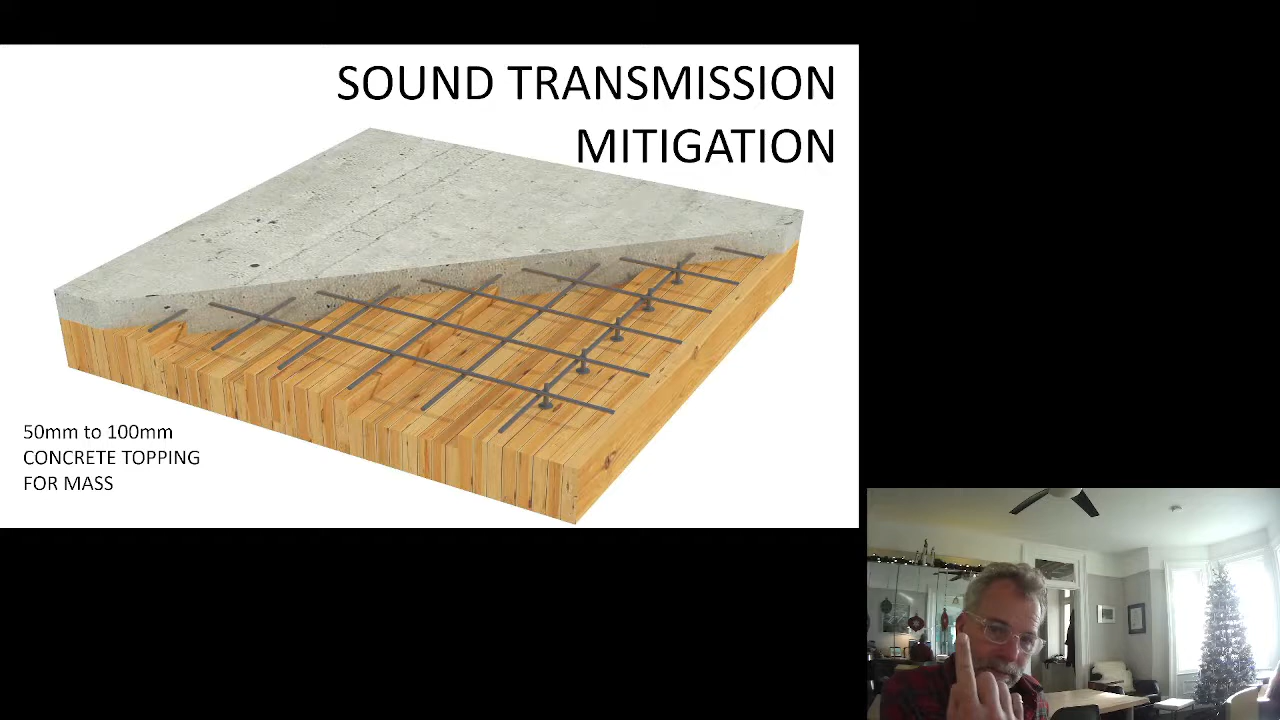 SOUND TRANSMISSION
MITIGATION
50mm to 100mm
CONCRETE TOPPING
FOR MASS